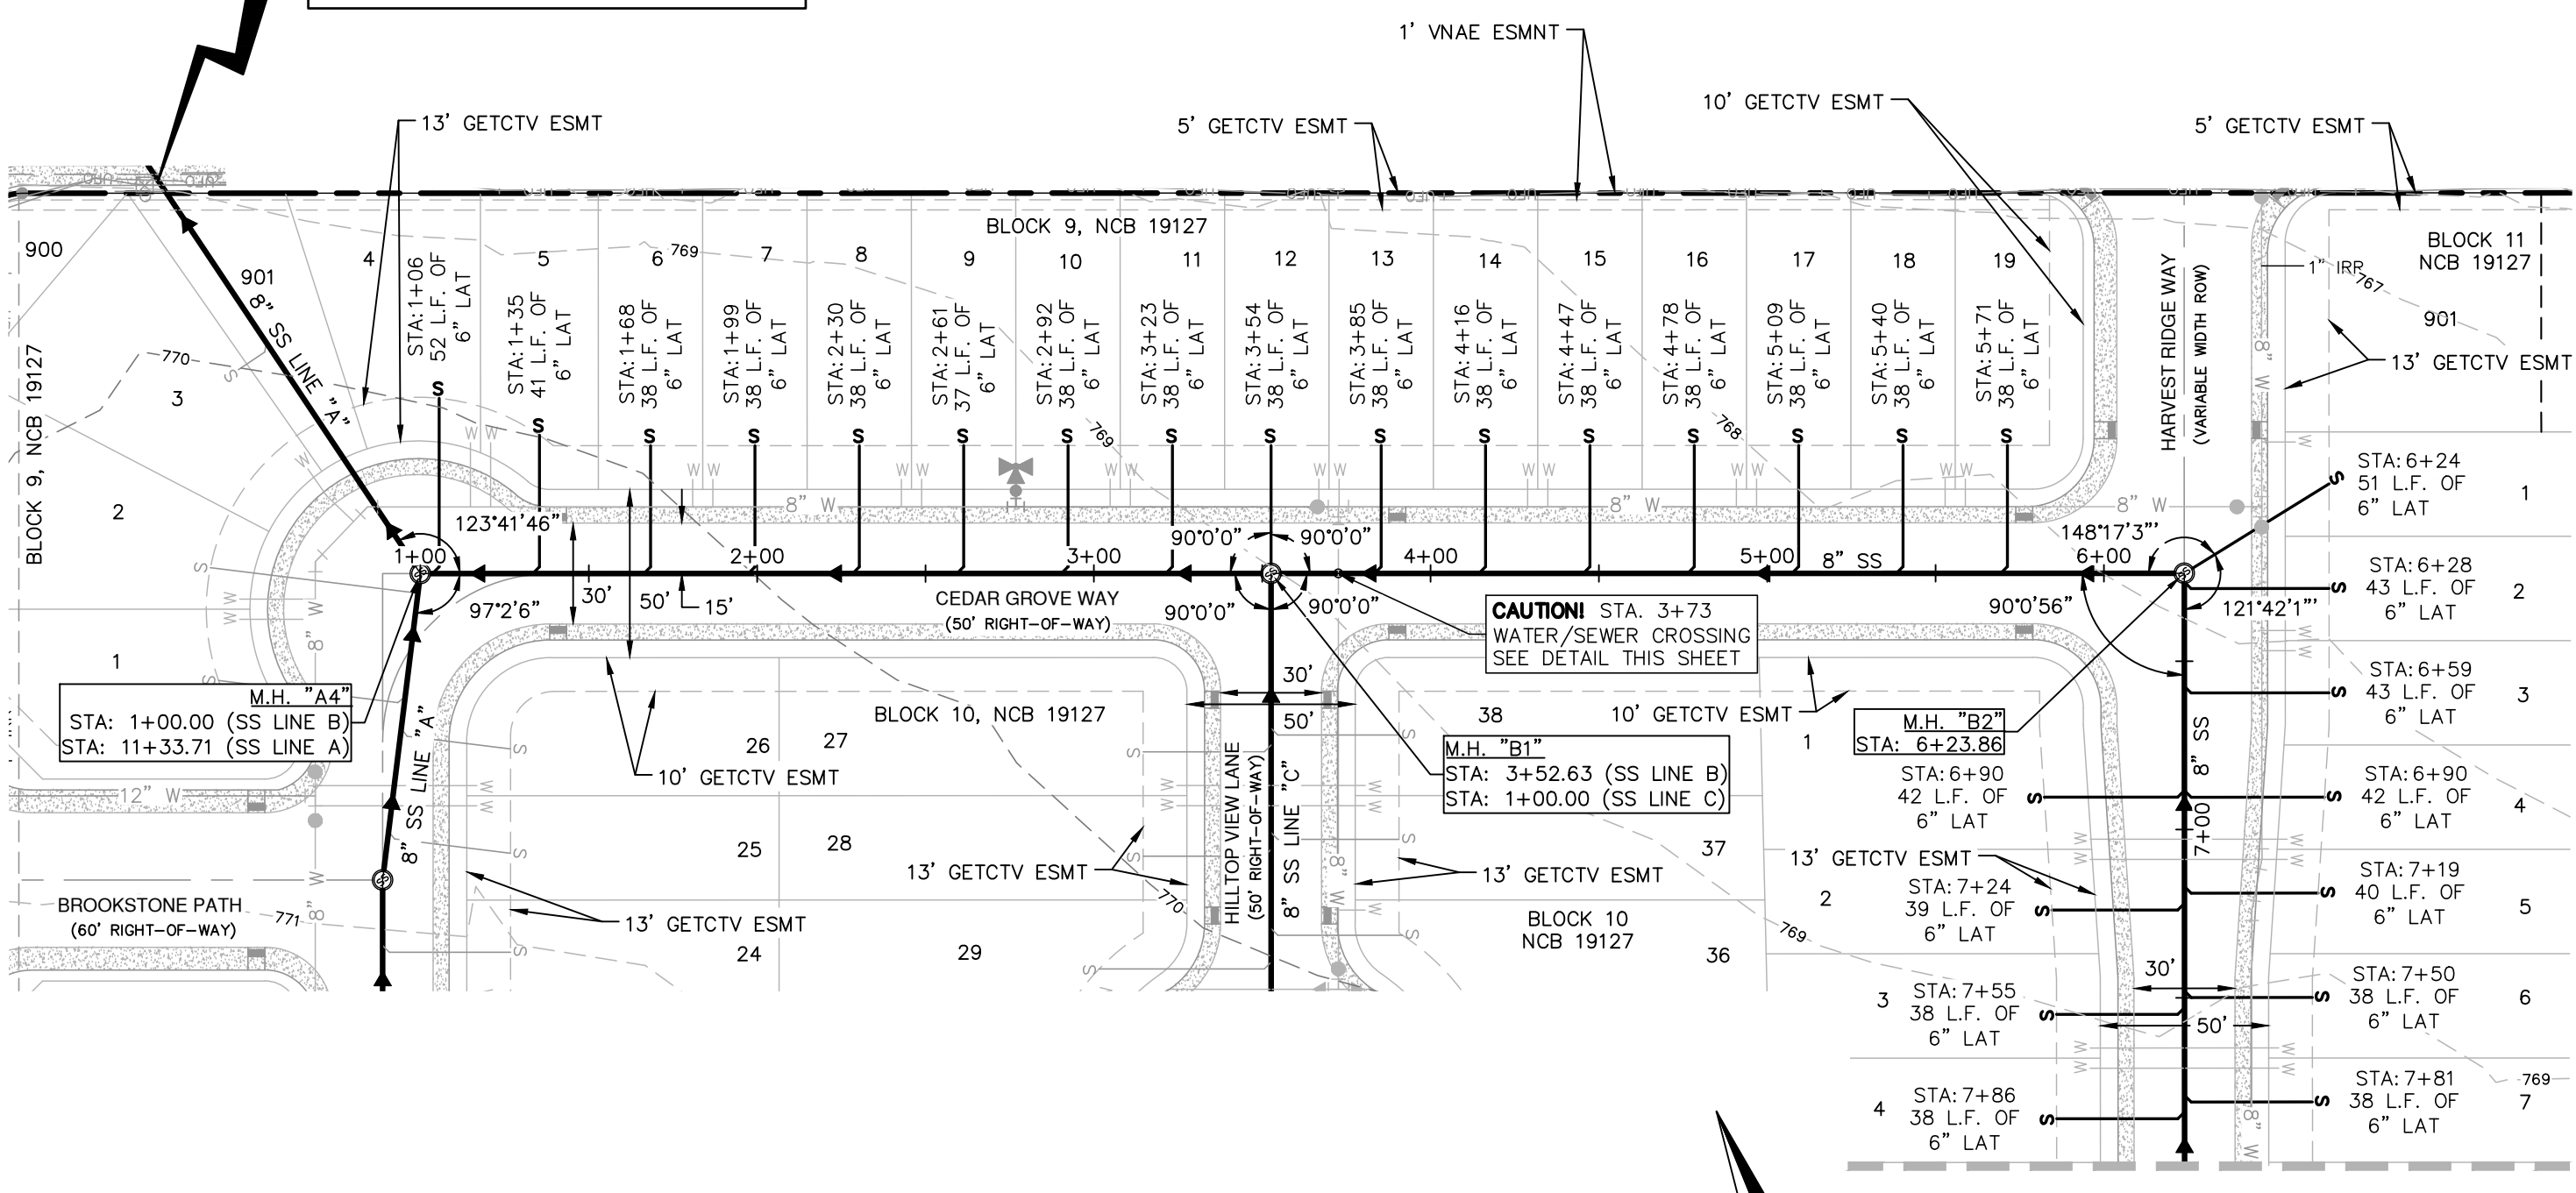 1' VNAE ESMNT
10' GETCTV ESMT
13' GETCTV ESMT
5' GETCTV ESMT
5' GETCTV ESMT
BLOCK 9, NCB 19127
BLOCK 11
NCB 19127
900
901
4
5
6
769
7
8
9
10
11
12
13
14
15
16
17
18
19
1" IRR
767
901
STA:1+06
52 L.F. OF
6" LAT
STA:1+35
41 L.F. OF
6" LAT
STA:1+68
38 L.F. OF
6" LAT
STA:1+99
38 L.F. OF
6" LAT
STA:2+30
38 L.F. OF
6" LAT
STA:2+61
37 L.F. OF
6" LAT
STA:2+92
38 L.F. OF
6" LAT
STA:3+23
38 L.F. OF
6" LAT
STA:3+54
38 L.F. OF
6" LAT
STA:3+85
38 L.F. OF
6" LAT
STA:4+16
38 L.F. OF
6" LAT
STA:4+47
38 L.F. OF
6" LAT
STA:4+78
38 L.F. OF
6" LAT
STA:5+09
38 L.F. OF
6" LAT
STA:5+40
38 L.F. OF
6" LAT
STA:5+71
38 L.F. OF
6" LAT
HARVEST RIDGE WAY
(VARIABLE WIDTH ROW)
13' GETCTV ESMT
8" SS LINE "A"
BLOCK 9, NCB 19127
770
3
2
1
769
768
STA: 6+24
51 L.F. OF
6" LAT
1
8" W
8" W
8" W
8" W
123°41'46"
1+00
2+00
3+00
90°0'0"
90°0'0"
4+00
5+00
8" SS
6+00
148°17'3"
97°2'6"
30'
50'
15'
CEDAR GROVE WAY
(50' RIGHT-OF-WAY)
90°0'0"
90°0'0"
CAUTION! STA. 3+73
WATER/SEWER CROSSING
SEE DETAIL THIS SHEET
90°0'56"
121°42'1"
STA: 6+28
43 L.F. OF
6" LAT
2
STA: 6+59
43 L.F. OF
6" LAT
3
M.H. "A4"
STA: 1+00.00 (SS LINE B)
STA: 11+33.71 (SS LINE A)
8" SS LINE "A"
12" W
8" W
8" W
BROOKSTONE PATH
(60' RIGHT-OF-WAY)
771
10' GETCTV ESMT
13' GETCTV ESMT
BLOCK 10, NCB 19127
26
27
25
28
24
29
13' GETCTV ESMT
770
30'
50'
HILLTOP VIEW LANE
(50' RIGHT-OF-WAY)
8" SS LINE "C"
8" W
38
10' GETCTV ESMT
M.H. "B1"
STA: 3+52.63 (SS LINE B)
STA: 1+00.00 (SS LINE C)
13' GETCTV ESMT
37
BLOCK 10
NCB 19127
36
1
M.H. "B2"
STA: 6+23.86
8" SS
7+00
STA: 6+90
42 L.F. OF
6" LAT
STA: 6+90
42 L.F. OF
6" LAT
4
13' GETCTV ESMT
2
STA: 7+24
39 L.F. OF
6" LAT
STA: 7+19
40 L.F. OF
6" LAT
5
769
30'
50'
3
STA: 7+55
38 L.F. OF
6" LAT
STA: 7+50
38 L.F. OF
6" LAT
6
4
STA: 7+86
38 L.F. OF
6" LAT
STA: 7+81
38 L.F. OF
6" LAT
7
769
8" W
8" W